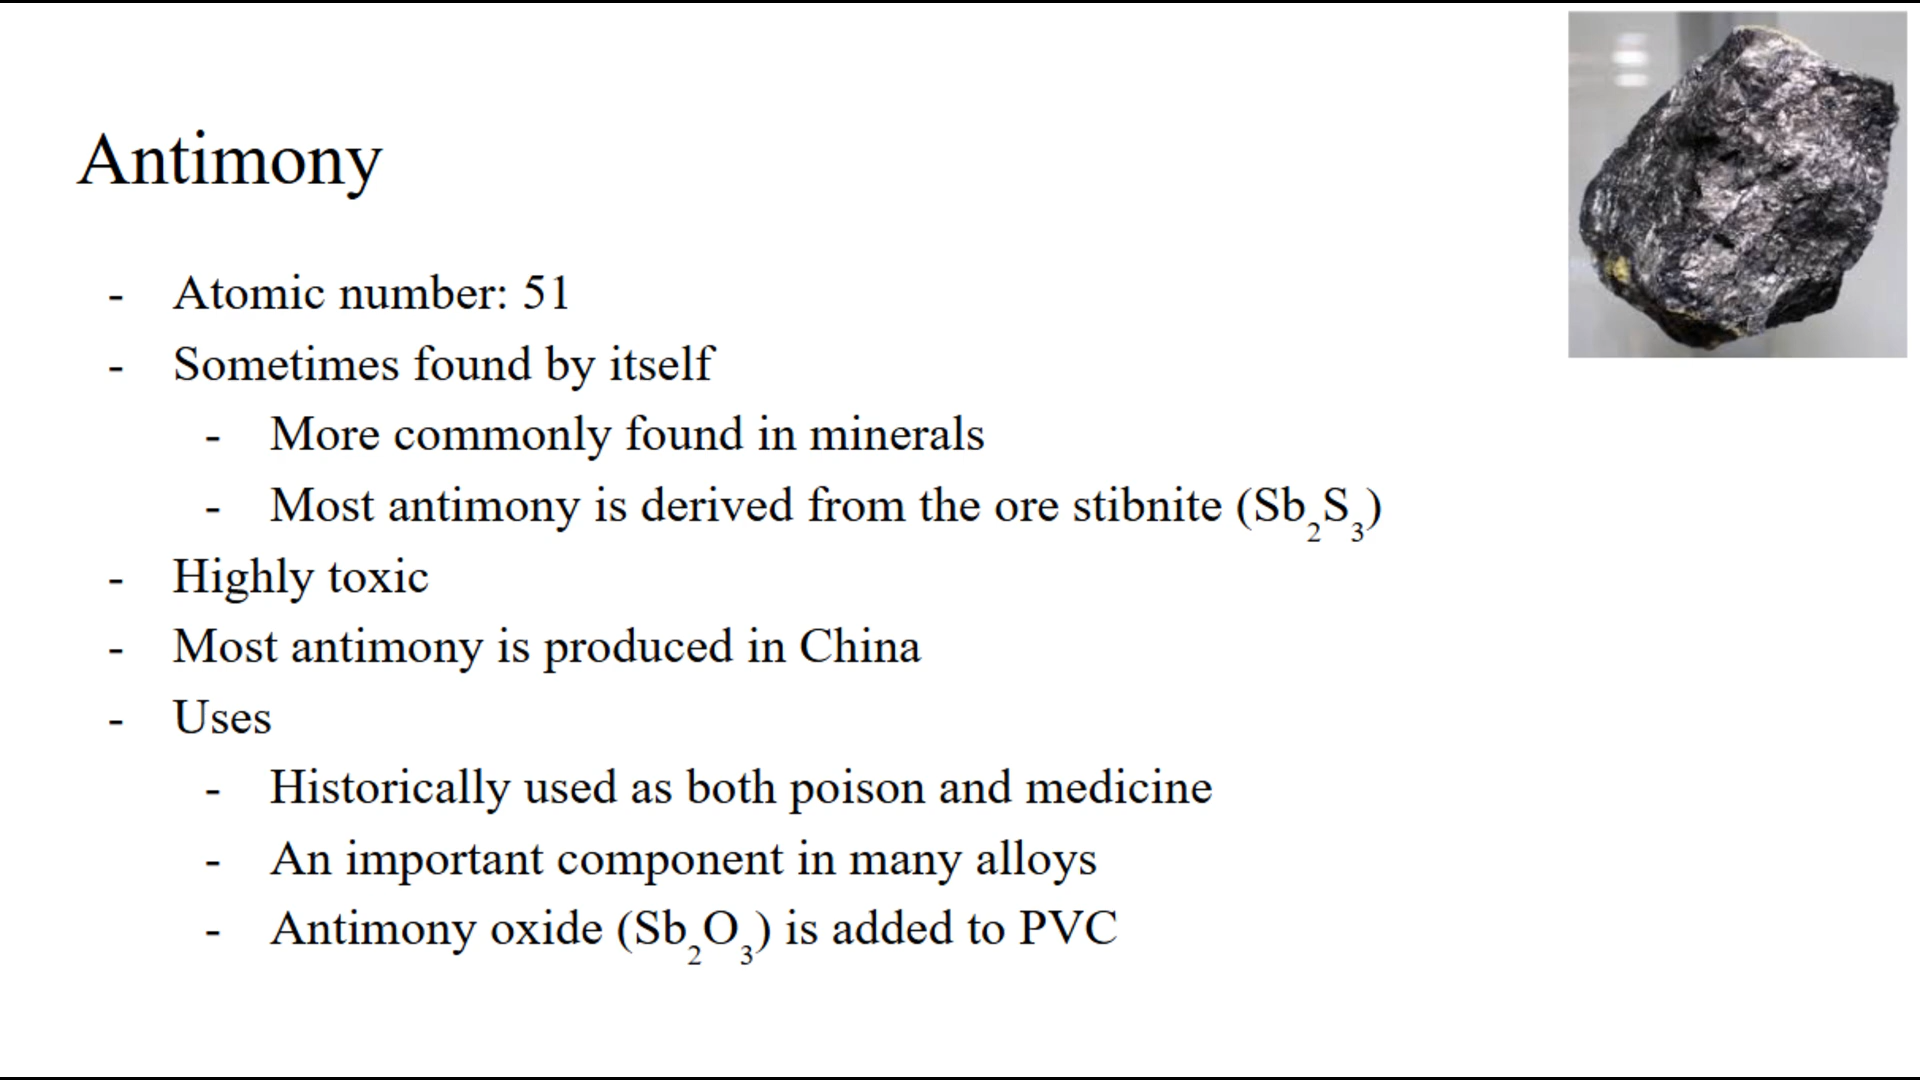 Antimony
- Atomic number: 51
- Sometimes found by itself
- More commonly found in minerals
- Most antimony is derived from the ore stibnite (Sb₂S₃)
- Highly toxic
- Most antimony is produced in China
- Uses
- Historically used as both poison and medicine
- An important component in many alloys
- Antimony oxide (Sb₂O₃) is added to PVC